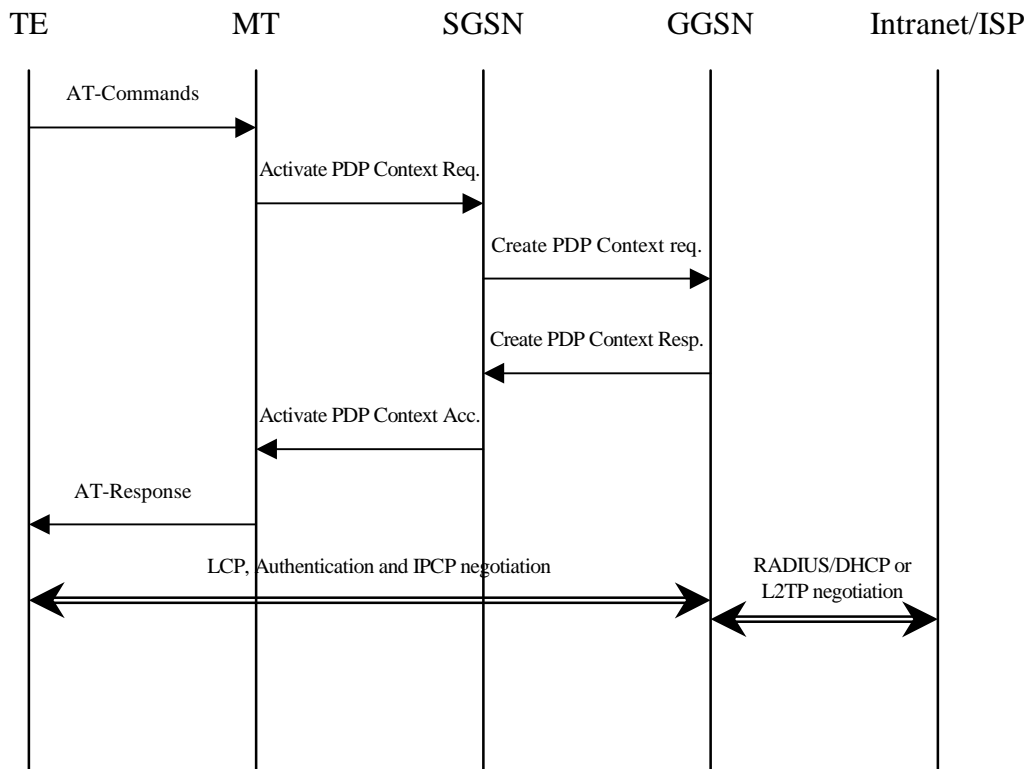 TE
MT
SGSN
GGSN
Intranet/ISP
AT-Commands
Activate PDP Context Req.
Create PDP Context req.
Create PDP Context Resp.
Activate PDP Context Acc.
AT-Response
LCP, Authentication and IPCP negotiation
RADIUS/DHCP or
L2TP negotiation